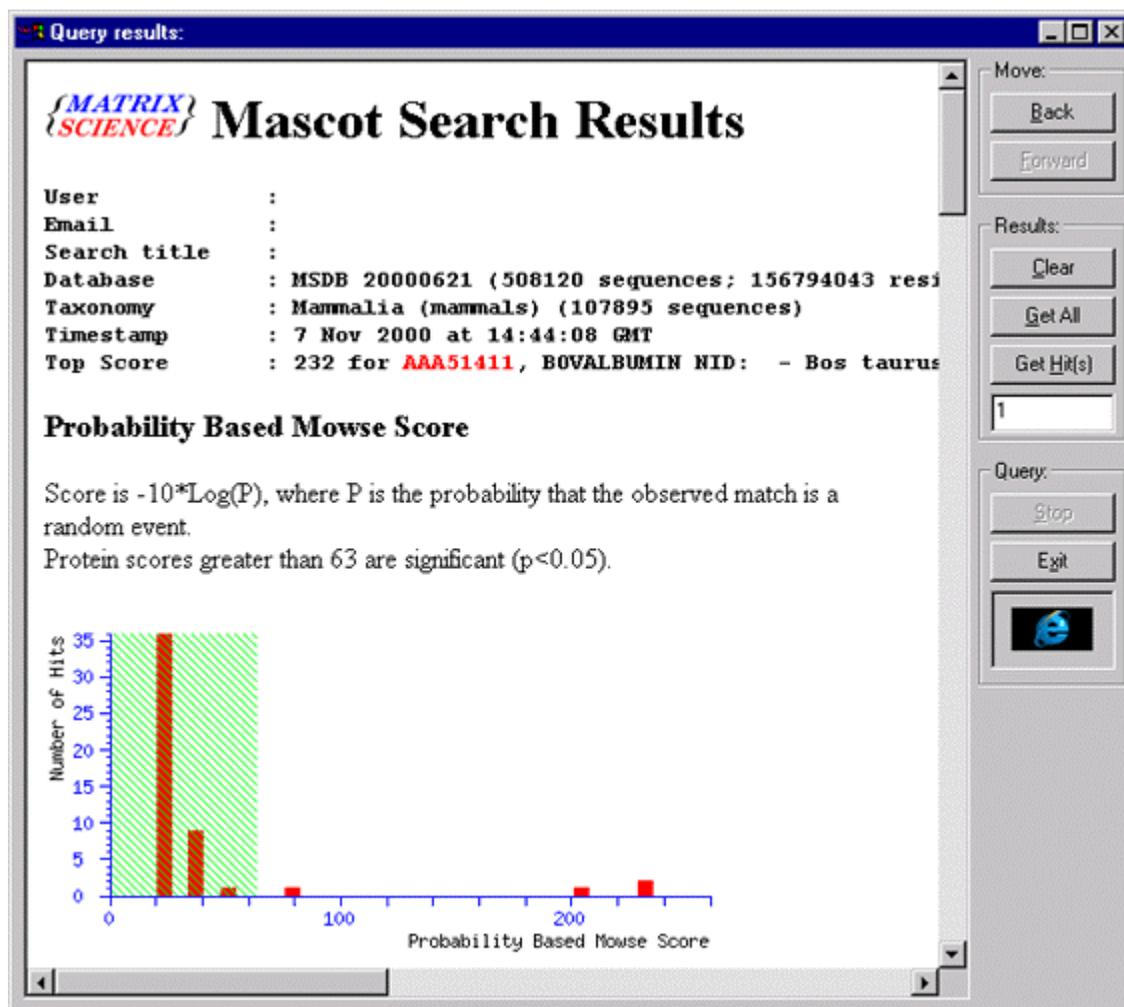 Query results:
{MATRIX
SCIENCE}
Mascot Search Results
User :
Email :
Search title :
Database : MSDB 20000621 (508120 sequences; 156794043 resi
Taxonomy : Mammalia (mammals) (107895 sequences)
Timestamp : 7 Nov 2000 at 14:44:08 GMT
Top Score : 232 for AAA51411, BOVALBUMIN NID: - Bos taurus
Probability Based Mowse Score
Score is -10*Log(P), where P is the probability that the observed match is a
random event.
Protein scores greater than 63 are significant (p<0.05).
Number of Hits
35
30
25
20
15
10
5
0
0 100 200
Probability Based Mowse Score
Move:
Back
Forward
Results:
Clear
Get All
Get Hit(s)
1
Query:
Stop
Exit